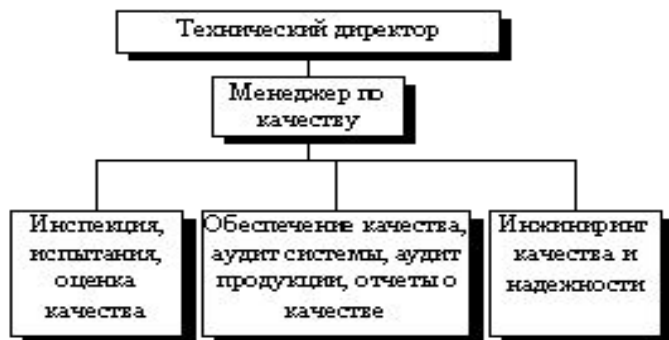 Технический директор
Менеджер по
качеству
Инспекция,
испытания,
оценка
качества
Обеспечение качества,
аудит системы, аудит
продукции, отчеты о
качестве
Инжиниринг
качества и
надежности